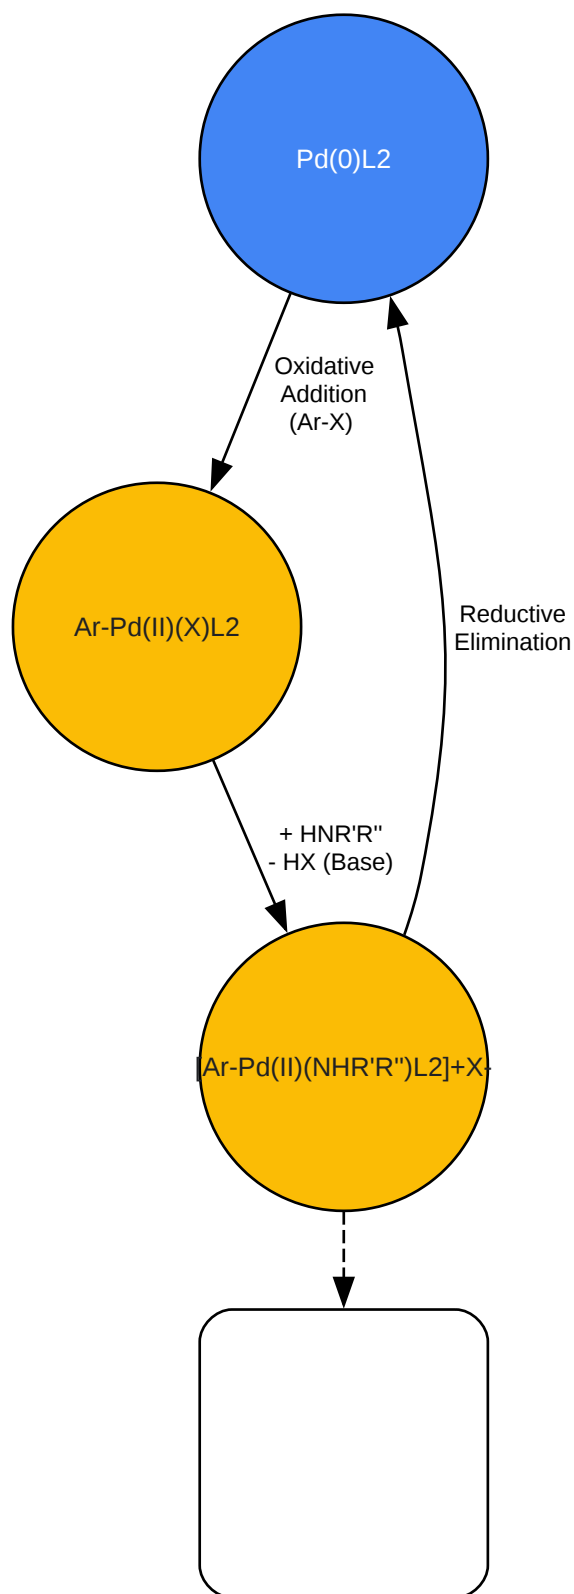 Pd(0)L2
Oxidative
Addition
(Ar-X)
Ar-Pd(II)(X)L2
Reductive
Elimination
+ HNR'R"
- HX (Base)
[Ar-Pd(II)(NHR'R")L2]+X-